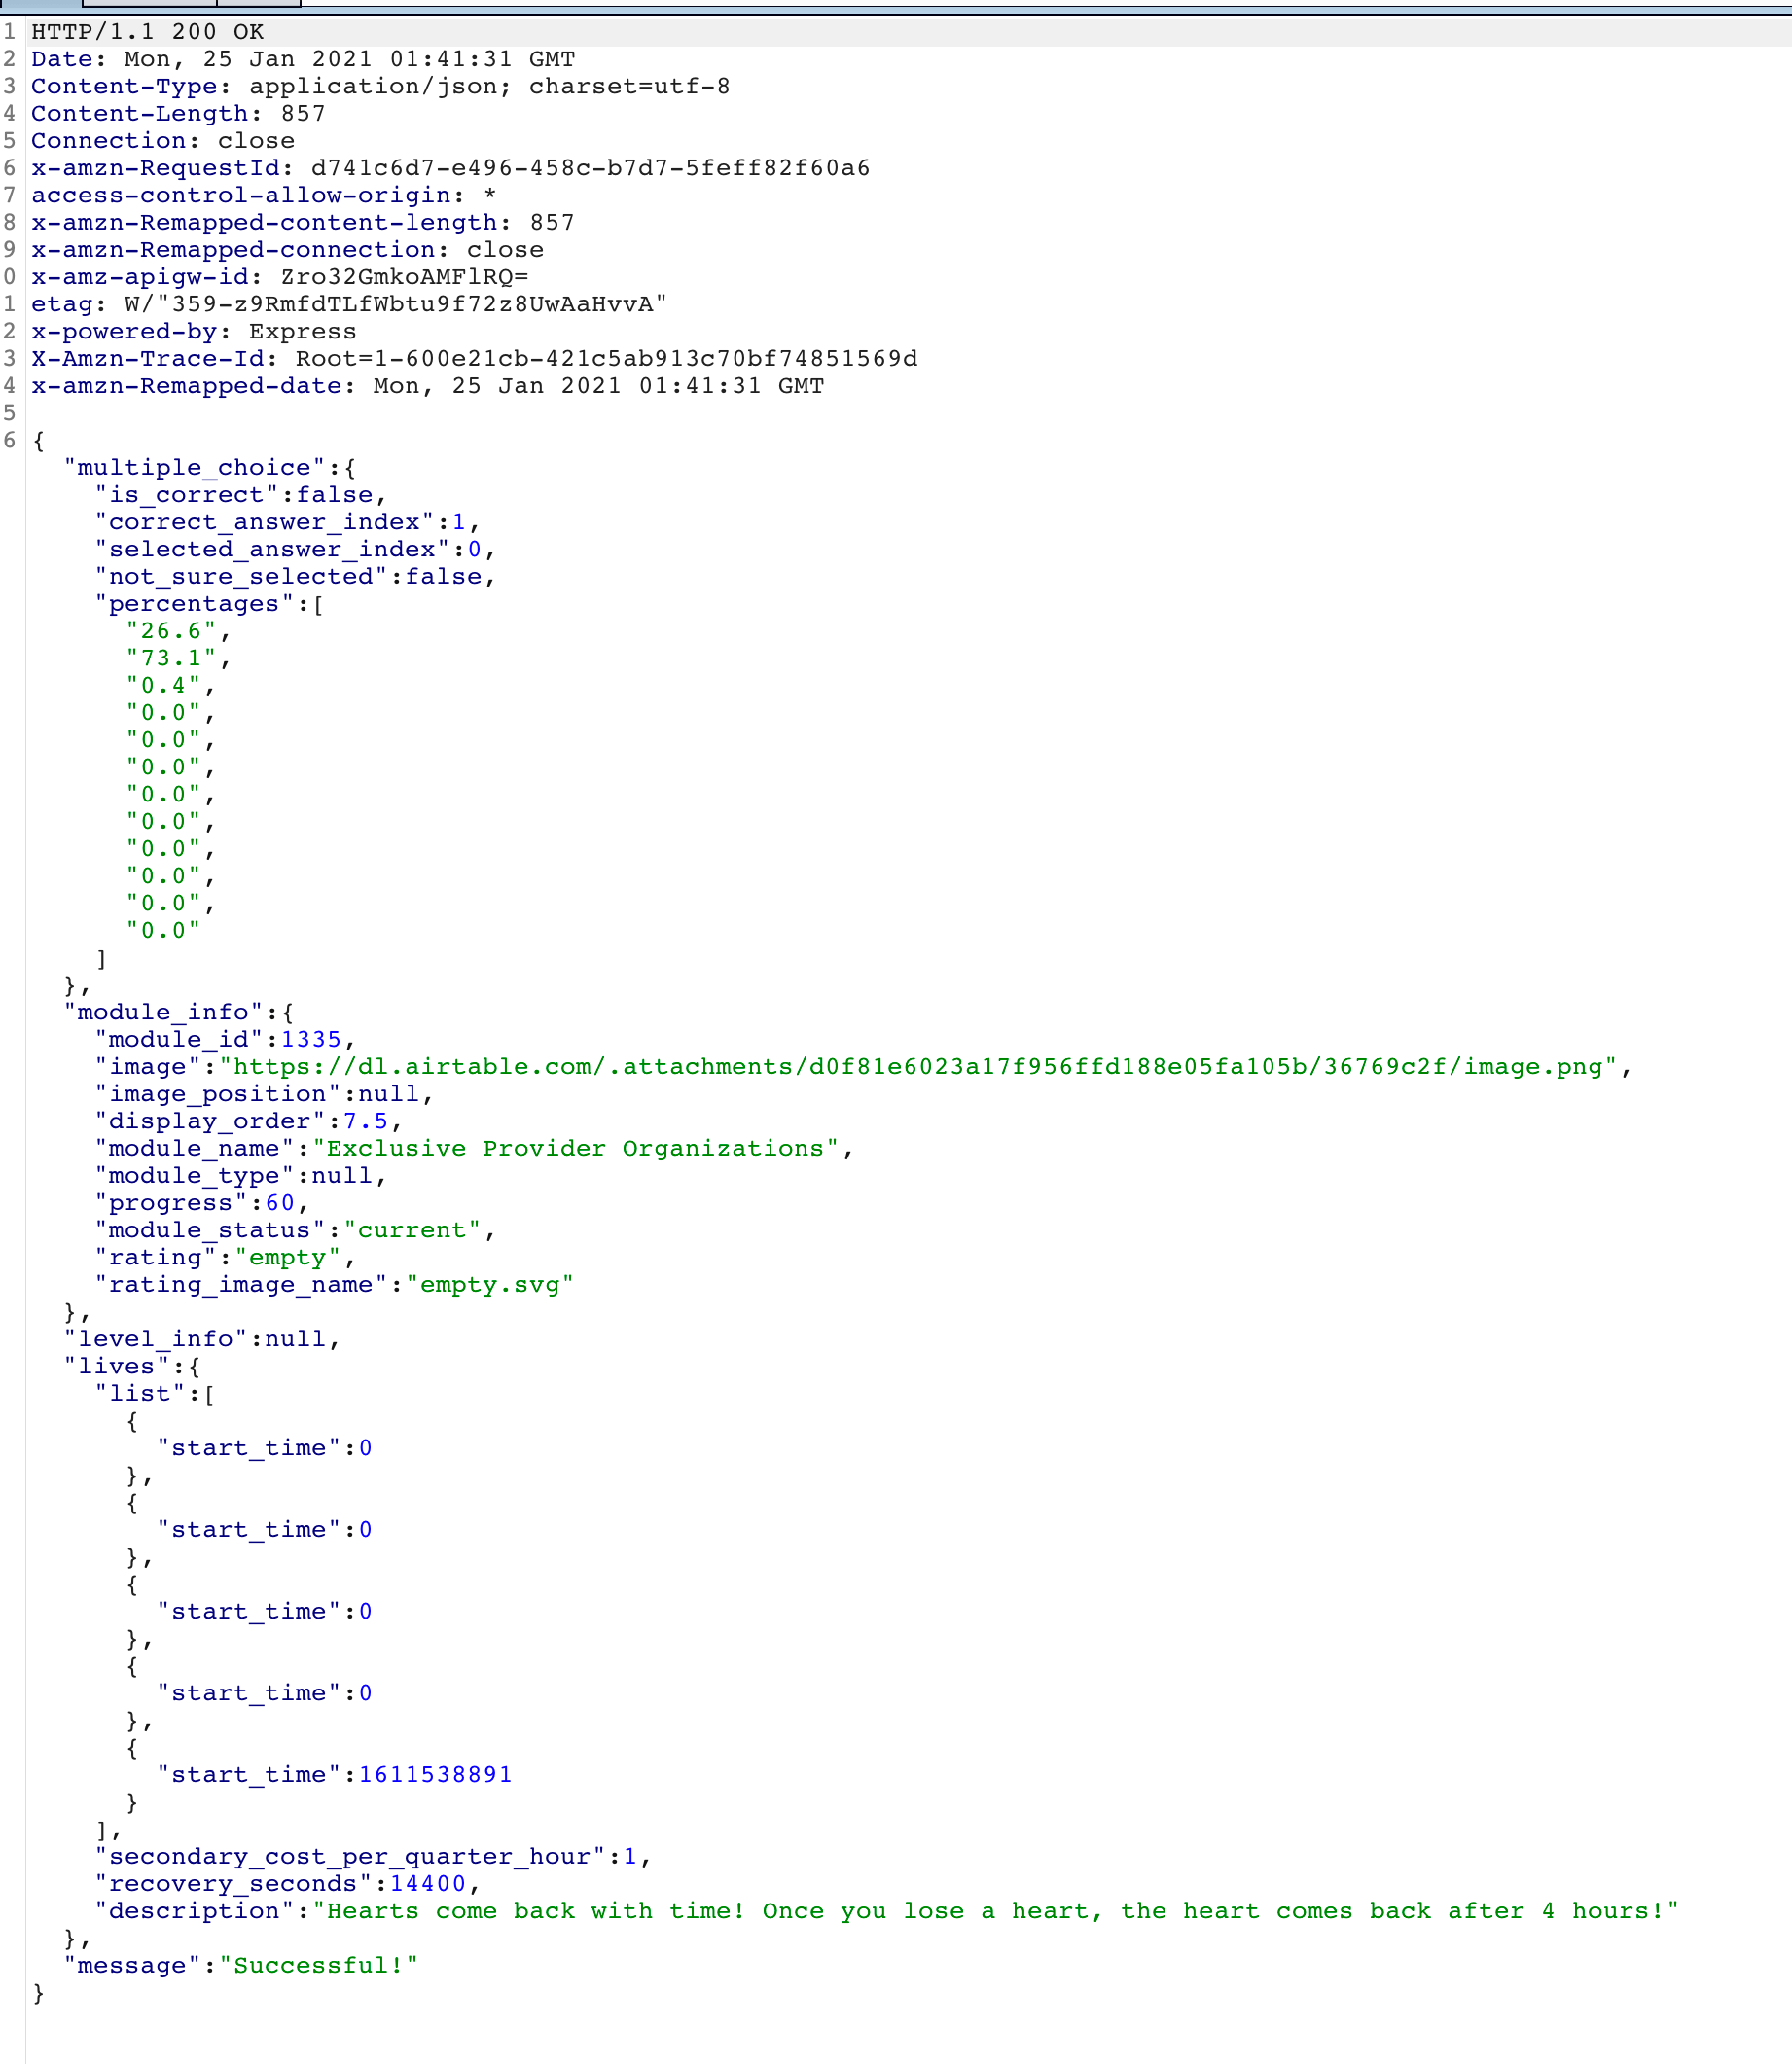 1 HTTP/1.1 200 OK
2 Date: Mon, 25 Jan 2021 01:41:31 GMT
3 Content-Type: application/json; charset=utf-8
4 Content-Length: 857
5 Connection: close
6 x-amzn-RequestId: d741c6d7-e496-458c-b7d7-5feff82f60a6
7 access-control-allow-origin: *
8 x-amzn-Remapped-content-length: 857
9 x-amzn-Remapped-connection: close
0 x-amz-apigw-id: Zro32GmkoAMFlRQ=
1 etag: W/"359-z9RmfdTLfWbtu9f72z8UwAaHvvA"
2 x-powered-by: Express
3 X-Amzn-Trace-Id: Root=1-600e21cb-421c5ab913c70bf74851569d
4 x-amzn-Remapped-date: Mon, 25 Jan 2021 01:41:31 GMT
5
6 {
"multiple_choice":{
"is_correct":false,
"correct_answer_index":1,
"selected_answer_index":0,
"not_sure_selected":false,
"percentages":[
"26.6",
"73.1",
"0.4",
"0.0",
"0.0",
"0.0",
"0.0",
"0.0",
"0.0",
"0.0",
"0.0",
"0.0"
]
},
"module_info":{
"module_id":1335,
"image":"https://dl.airtable.com/.attachments/d0f81e6023a17f956ffd188e05fa105b/36769c2f/image.png",
"image_position":null,
"display_order":7.5,
"module_name":"Exclusive Provider Organizations",
"module_type":null,
"progress":60,
"module_status":"current",
"rating":"empty",
"rating_image_name":"empty.svg"
},
"level_info":null,
"lives":{
"list":[
{
"start_time":0
},
{
"start_time":0
},
{
"start_time":0
},
{
"start_time":0
},
{
"start_time":1611538891
}
],
"secondary_cost_per_quarter_hour":1,
"recovery_seconds":14400,
"description":"Hearts come back with time! Once you lose a heart, the heart comes back after 4 hours!"
},
"message":"Successful!"
}